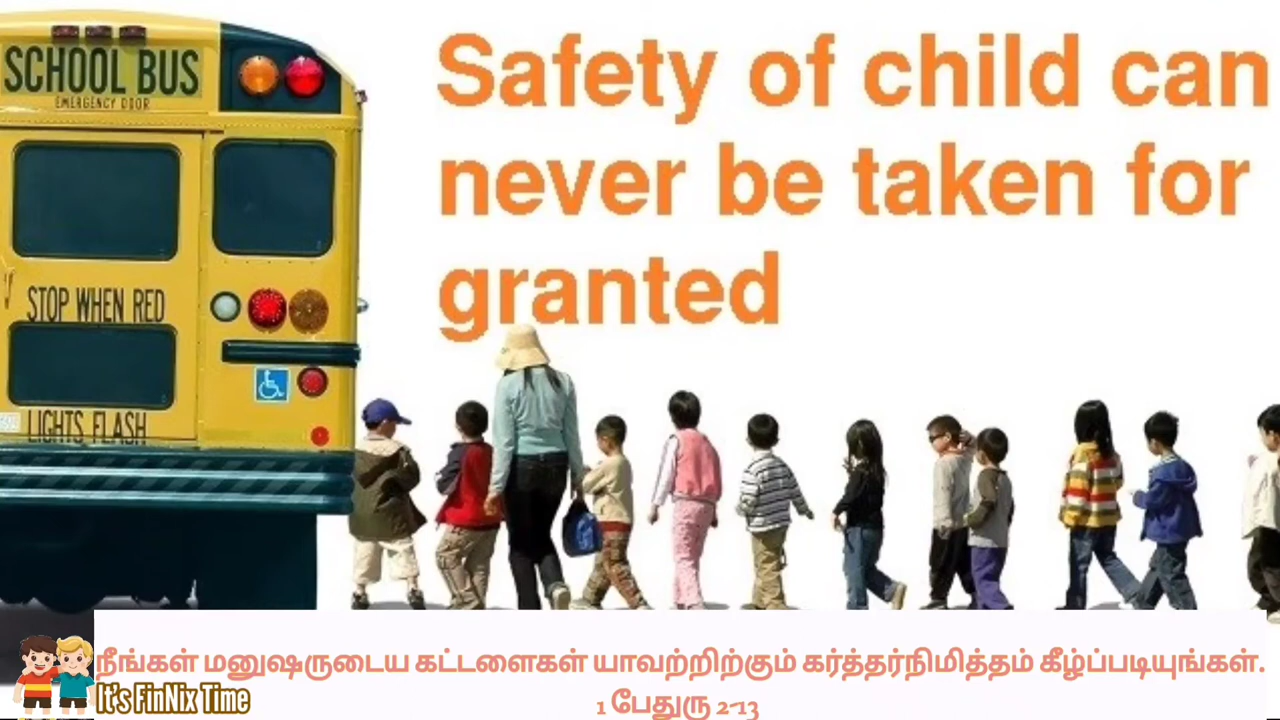 SCHOOL BUS
EMERGENCY DOOR
STOP WHEN RED
LIGHTS FLASH
Safety of child can
never be taken for
granted
நீங்கள் மனுஷருடைய கட்டளைகள் யாவற்றிற்கும் கர்த்தர்நிமித்தம் கீழ்ப்படியுங்கள்.
1 பேதுரு 2-13
It's FinNix Time